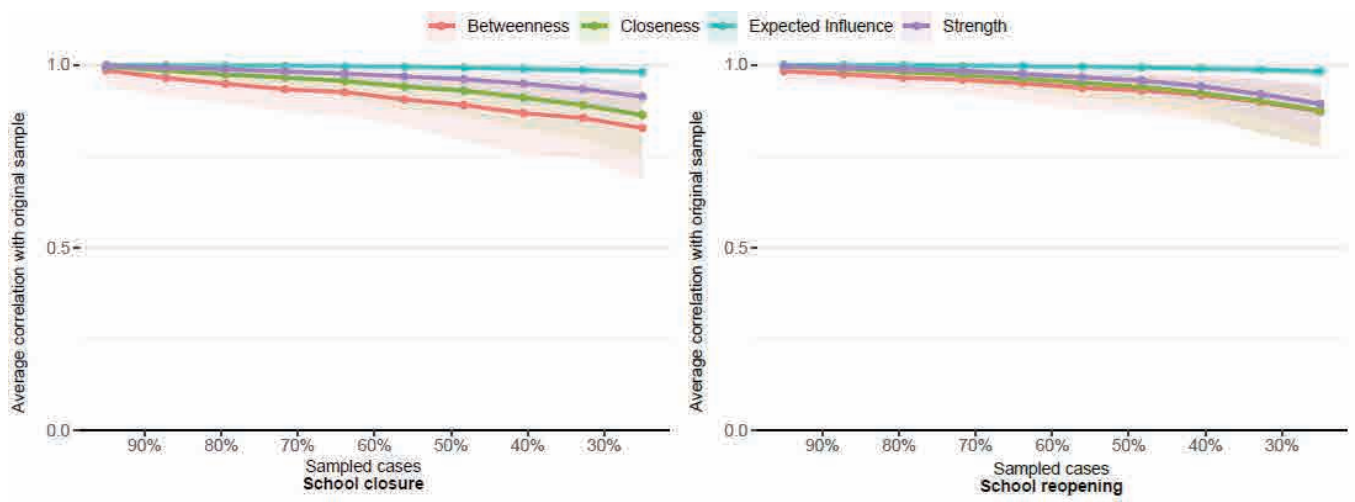 Betweenness Closeness Expected Influence Strength
Average correlation with original sample
1.0
0.5
0.0
90% 80% 70% 60% 50% 40% 30%
Sampled cases
School closure
Average correlation with original sample
1.0
0.5
0.0
90% 80% 70% 60% 50% 40% 30%
Sampled cases
School reopening